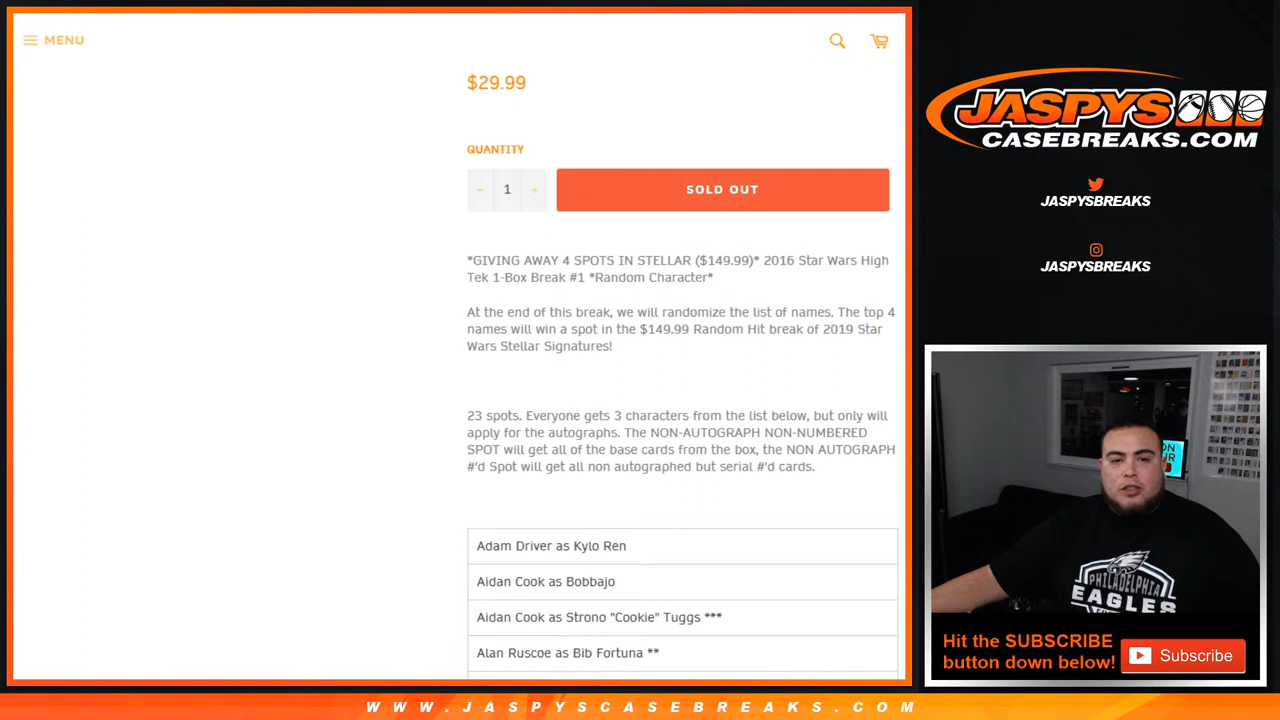 MENU
$29.99
QUANTITY
− 1 +
SOLD OUT
*GIVING AWAY 4 SPOTS IN STELLAR ($149.99)* 2016 Star Wars High
Tek 1-Box Break #1 *Random Character*
At the end of this break, we will randomize the list of names. The top 4
names will win a spot in the $149.99 Random Hit break of 2019 Star
Wars Stellar Signatures!
23 spots. Everyone gets 3 characters from the list below, but only will
apply for the autographs. The NON-AUTOGRAPH NON-NUMBERED
SPOT will get all of the base cards from the box, the NON AUTOGRAPH
#'d Spot will get all non autographed but serial #'d cards.
Adam Driver as Kylo Ren
Aidan Cook as Bobbajo
Aidan Cook as Strono "Cookie" Tuggs ***
Alan Ruscoe as Bib Fortuna **
JASPYS
CASEBREAKS.COM
JASPYSBREAKS
JASPYSBREAKS
PHILADELPHIA
EAGLES
Hit the SUBSCRIBE
button down below!
Subscribe
WWW.JASPYSCASEBREAKS.COM